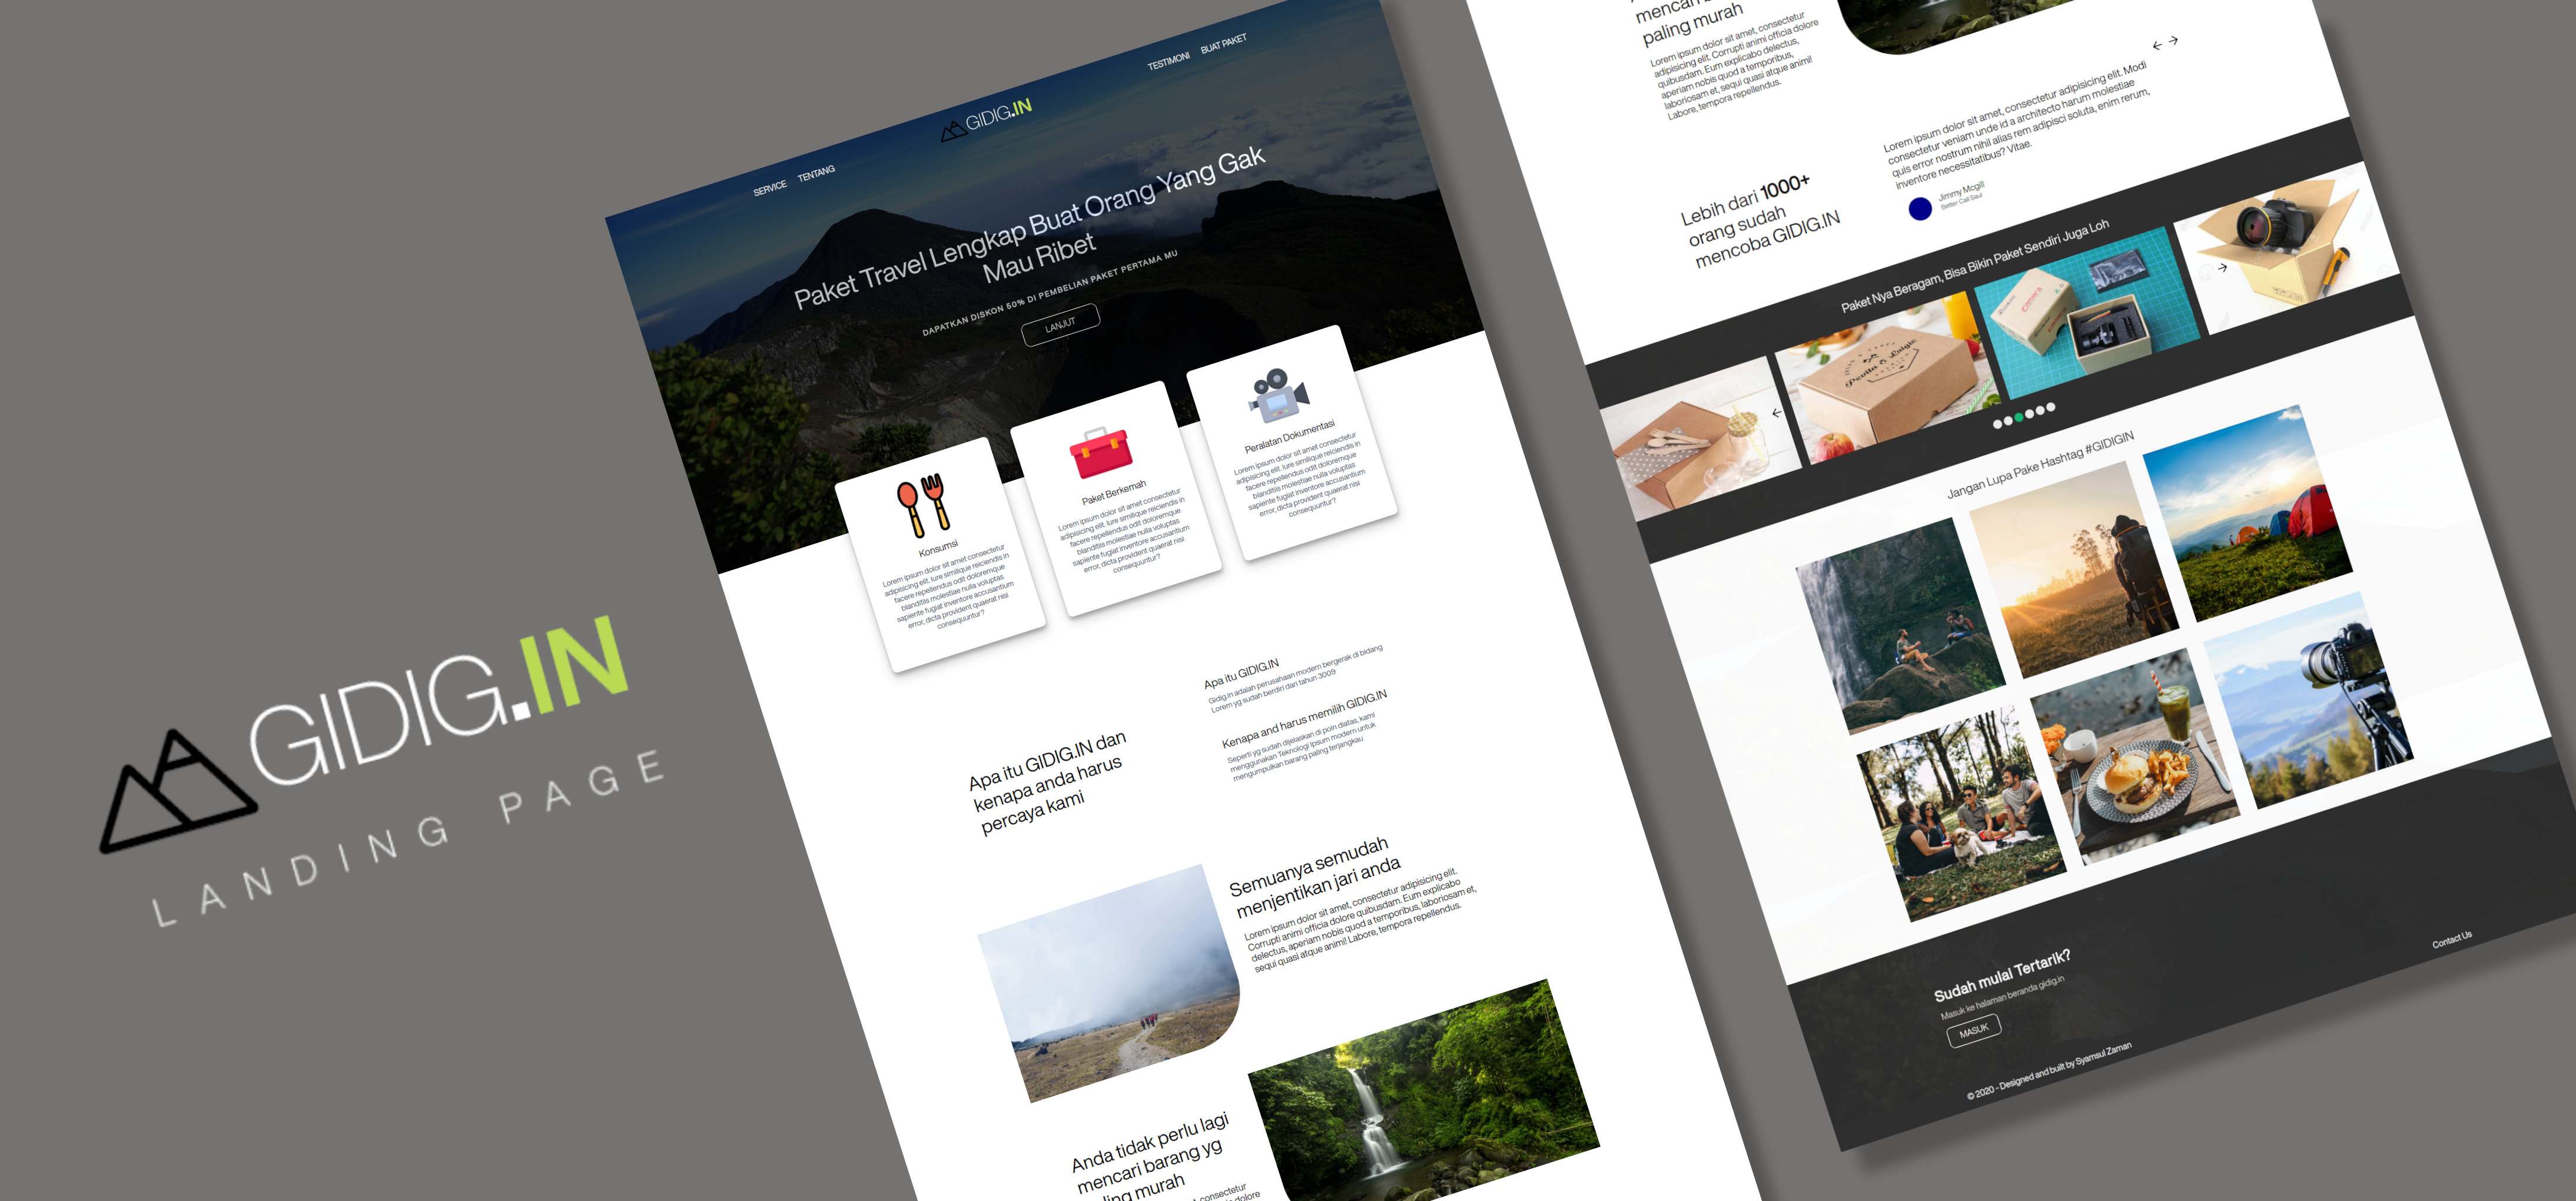 GIDIG.IN
LANDING PAGE
SERVICE TENTANG
GIDIG.IN
TESTIMONI BUAT PAKET
Paket Travel Lengkap Buat Orang Yang Gak
Mau Ribet
DAPATKAN DISKON 50% DI PEMBELIAN PAKET PERTAMA MU
LANJUT
Konsumsi
Lorem ipsum dolor sit amet consectetur
adipisicing elit. Iure similique reiciendis in
facere repellendus odit doloremque
blanditiis molestiae nulla voluptas
sapiente fugiat inventore accusantium
error, dicta provident quaerat nisi
consequuntur?
Paket Berkemah
Lorem ipsum dolor sit amet consectetur
adipisicing elit. Iure similique reiciendis in
facere repellendus odit doloremque
blanditiis molestiae nulla voluptas
sapiente fugiat inventore accusantium
error, dicta provident quaerat nisi
consequuntur?
Peralatan Dokumentasi
Lorem ipsum dolor sit amet consectetur
adipisicing elit. Iure similique reiciendis in
facere repellendus odit doloremque
blanditiis molestiae nulla voluptas
sapiente fugiat inventore accusantium
error, dicta provident quaerat nisi
consequuntur?
Apa itu GIDIG.IN dan
kenapa anda harus
percaya kami
Apa itu GIDIG.IN
Gidig.in adalah perusahaan modern bergerak di bidang
Lorem yg sudah berdiri dari tahun 3009
Kenapa and harus memilih GIDIG.IN
Seperti yg sudah dijelaskan di poin diatas, kami
menggunakan Teknologi Ipsum modern untuk
mengumpulkan barang paling terjangkau
Semuanya semudah
menjentikan jari anda
Lorem ipsum dolor sit amet, consectetur adipisicing elit.
Corrupti animi officia dolore quibusdam. Eum explicabo
delectus, aperiam nobis quod a temporibus, laboriosam et,
sequi quasi atque animi! Labore, tempora repellendus.
Anda tidak perlu lagi
mencari barang yg
ling murah
consectetur
dolore
mencari
paling murah
Lorem ipsum dolor sit amet, consectetur
adipisicing elit. Corrupti animi officia dolore
quibusdam. Eum explicabo delectus,
aperiam nobis quod a temporibus,
laboriosam et, sequi quasi atque animi!
Labore, tempora repellendus.
Lebih dari 1000+
orang sudah
mencoba GIDIG.IN
Lorem ipsum dolor sit amet, consectetur adipisicing elit. Modi
consectetur veniam unde id a architecto harum molestiae
quis error nostrum nihil alias rem adipisci soluta, enim rerum,
inventore necessitatibus? Vitae.
Jimmy Mcgill
Better Call Saul
Paket Nya Beragam, Bisa Bikin Paket Sendiri Juga Loh
Jangan Lupa Pake Hashtag #GIDIGIN
Sudah mulai Tertarik?
Masuk ke halaman beranda gidig.in
MASUK
Contact Us
© 2020 - Designed and built by Syamsul Zaman